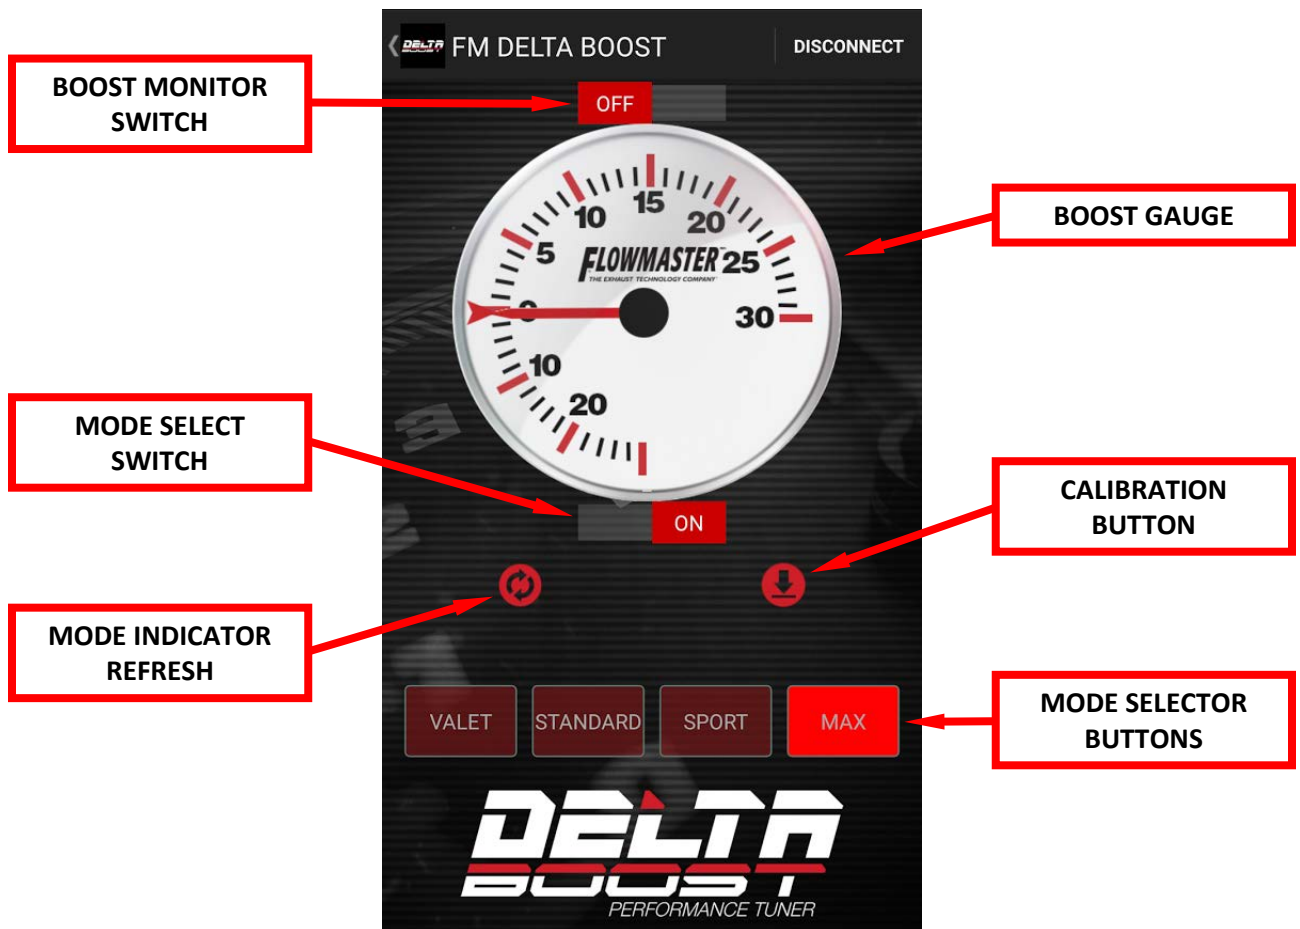 DELTA
BOOST
FM DELTA BOOST
DISCONNECT
BOOST MONITOR
SWITCH
OFF
15
10
20
5
FLOWMASTER
THE EXHAUST TECHNOLOGY COMPANY
25
BOOST GAUGE
0
30
10
20
MODE SELECT
SWITCH
ON
CALIBRATION
BUTTON
MODE INDICATOR
REFRESH
VALET
STANDARD
SPORT
MAX
MODE SELECTOR
BUTTONS
DELTA
BOOST
PERFORMANCE TUNER